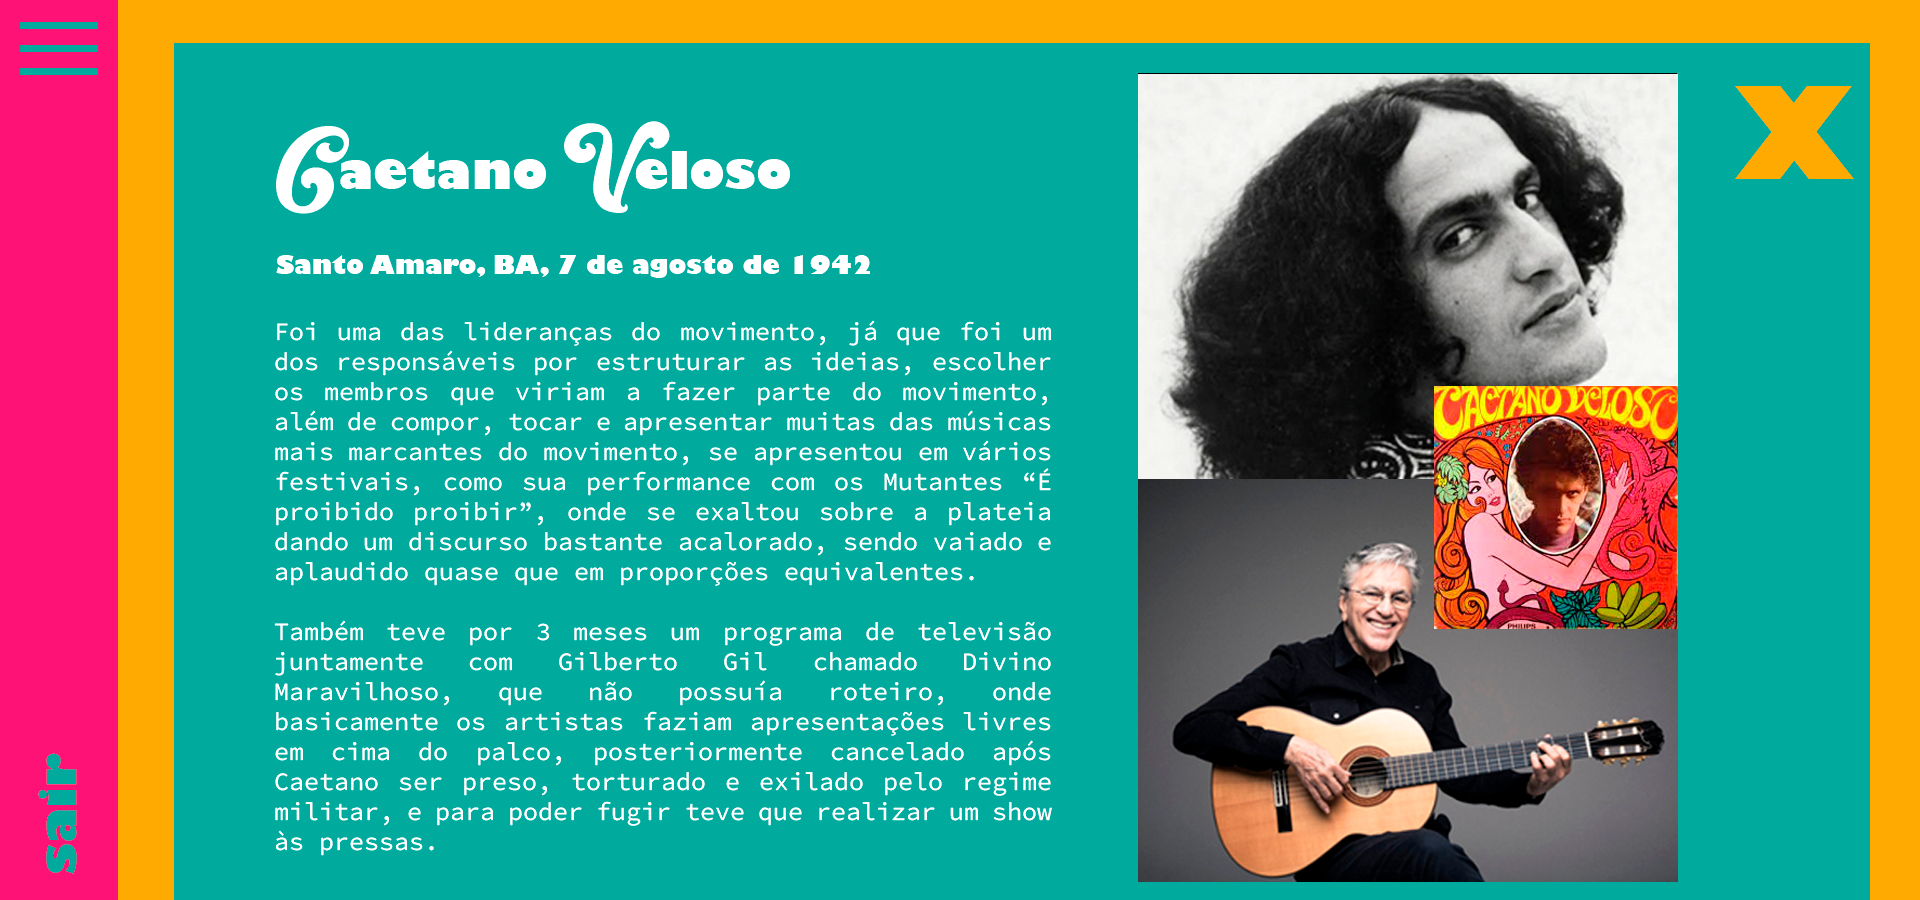 Caetano Veloso
Santo Amaro, BA, 7 de agosto de 1942
Foi uma das lideranças do movimento, já que foi um
dos responsáveis por estruturar as ideias, escolher
os membros que viriam a fazer parte do movimento,
além de compor, tocar e apresentar muitas das músicas
mais marcantes do movimento, se apresentou em vários
festivais, como sua performance com os Mutantes “É
proibido proibir”, onde se exaltou sobre a plateia
dando um discurso bastante acalorado, sendo vaiado e
aplaudido quase que em proporções equivalentes.
Também teve por 3 meses um programa de televisão
juntamente com Gilberto Gil chamado Divino
Maravilhoso, que não possuía roteiro, onde
basicamente os artistas faziam apresentações livres
em cima do palco, posteriormente cancelado após
Caetano ser preso, torturado e exilado pelo regime
militar, e para poder fugir teve que realizar um show
às pressas.
X
CAETANO VELOSO
PHILIPS
sair